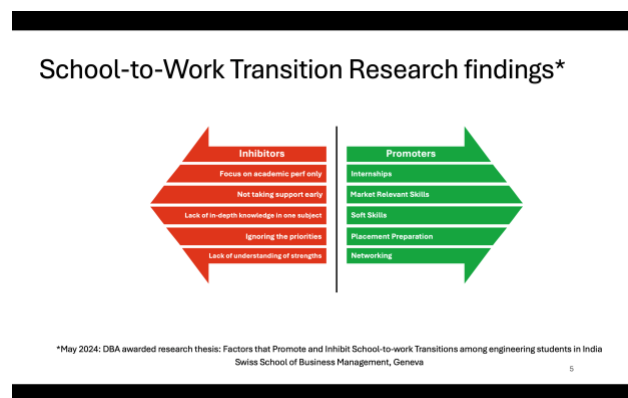 School-to-Work Transition Research findings*
Inhibitors
Focus on academic perf only
Not taking support early
Lack of in-depth knowledge in one subject
Ignoring the priorities
Lack of understanding of strengths
Promoters
Internships
Market Relevant Skills
Soft Skills
Placement Preparation
Networking
*May 2024: DBA awarded research thesis: Factors that Promote and Inhibit School-to-work Transitions among engineering students in India
Swiss School of Business Management, Geneva
5